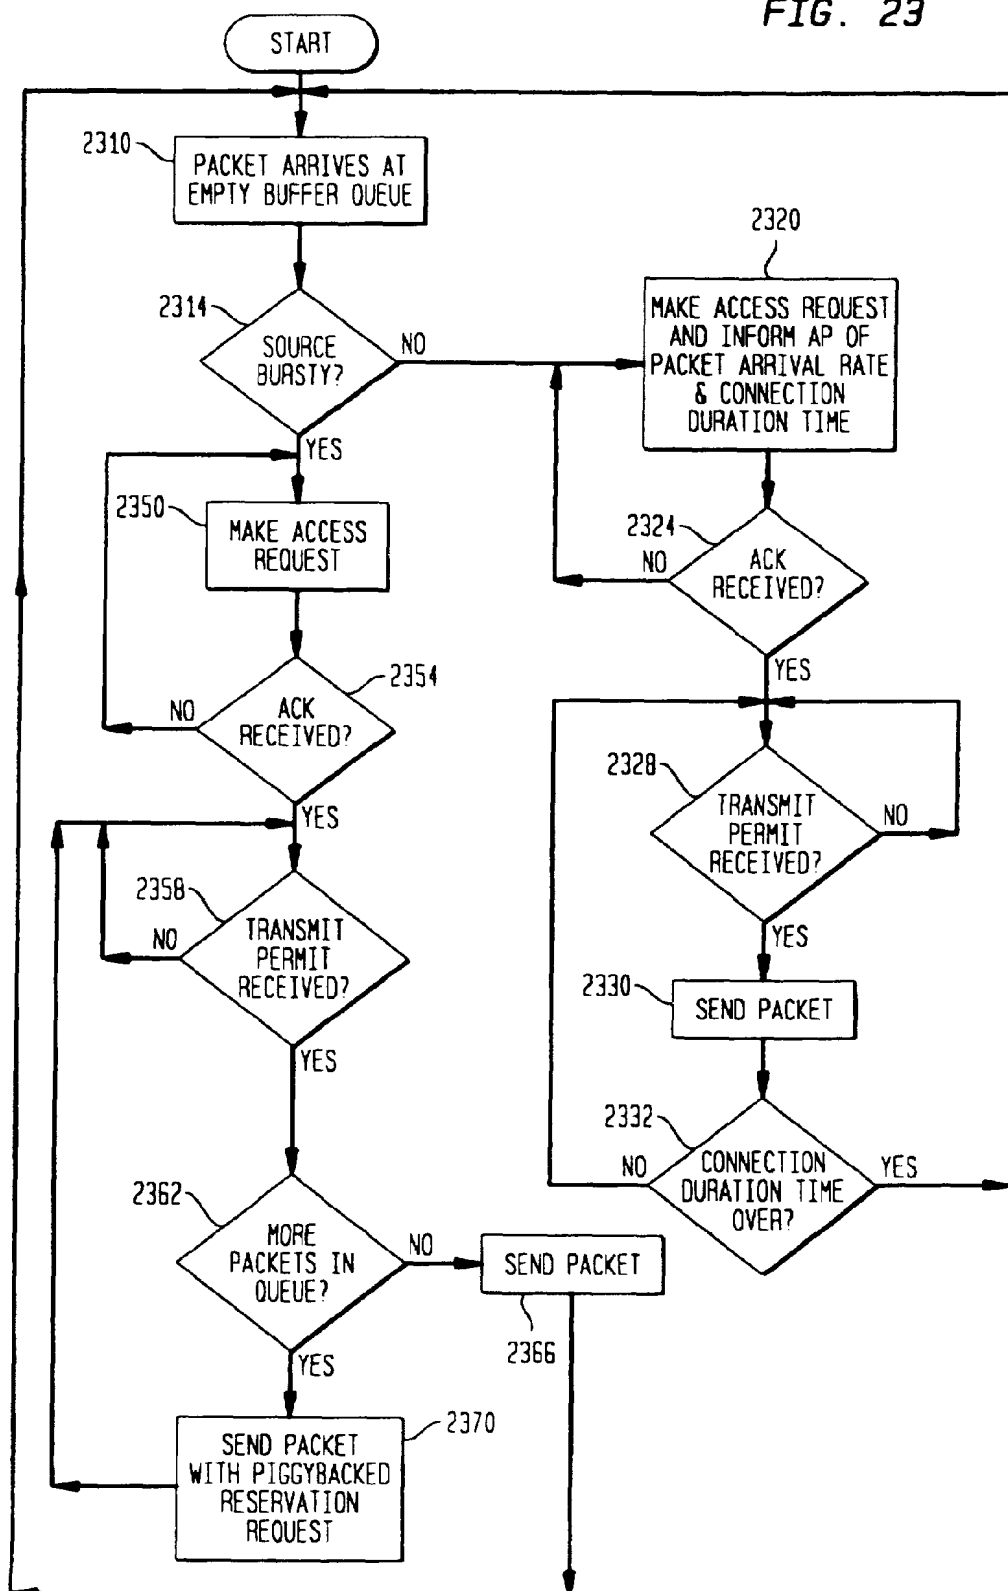 FIG. 23
START
2310
PACKET ARRIVES AT
EMPTY BUFFER QUEUE
2314
SOURCE
BURSTY?
NO
YES
2320
MAKE ACCESS REQUEST
AND INFORM AP OF
PACKET ARRIVAL RATE
& CONNECTION
DURATION TIME
2324
ACK
RECEIVED?
NO
YES
2350
MAKE ACCESS
REQUEST
2354
ACK
RECEIVED?
NO
YES
2328
TRANSMIT
PERMIT
RECEIVED?
NO
YES
2358
TRANSMIT
PERMIT
RECEIVED?
NO
YES
2330
SEND PACKET
2332
CONNECTION
DURATION TIME
OVER?
NO
YES
2362
MORE
PACKETS IN
QUEUE?
NO
YES
SEND PACKET
2366
2370
SEND PACKET
WITH PIGGYBACKED
RESERVATION
REQUEST